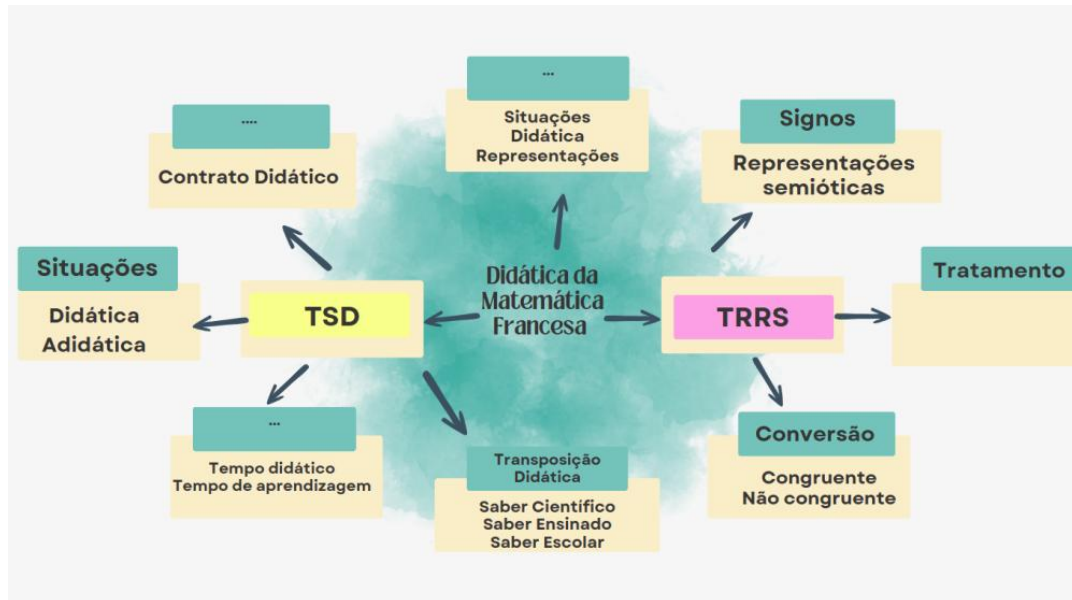 ...
Situações
Didática
Representações
....
Contrato Didático
Signos
Representações
semióticas
Situações
Didática
Adidática
TSD
Didática da
Matemática
Francesa
TRRS
Tratamento
...
Tempo didático
Tempo de aprendizagem
Transposição
Didática
Saber Científico
Saber Ensinado
Saber Escolar
Conversão
Congruente
Não congruente